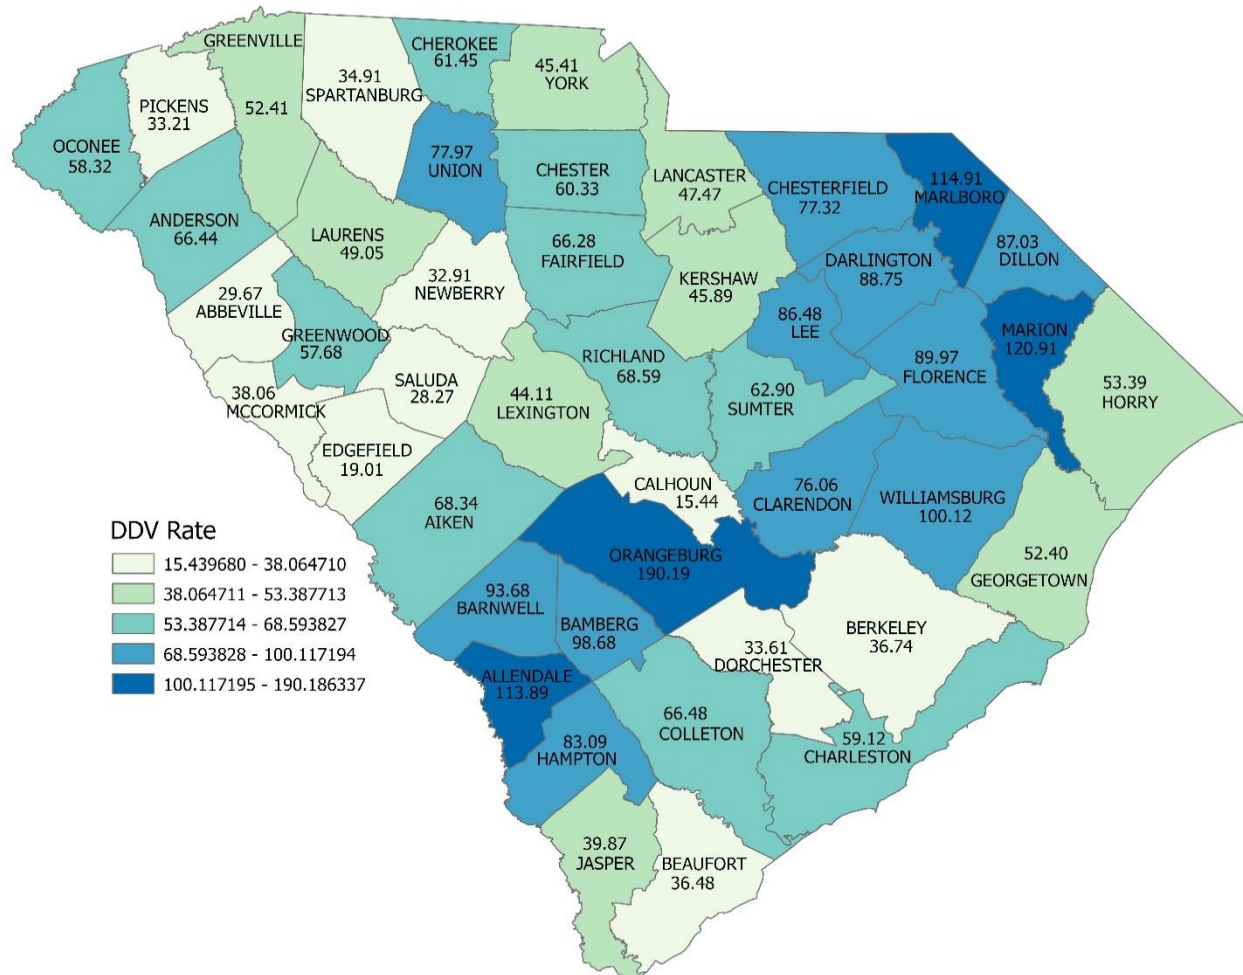 GREENVILLE
52.41
34.91
SPARTANBURG
CHEROKEE
61.45
45.41
YORK
PICKENS
33.21
OCONEE
58.32
77.97
UNION
CHESTER
60.33
LANCASTER
47.47
CHESTERFIELD
77.32
114.91
MARLBORO
ANDERSON
66.44
LAURENS
49.05
66.28
FAIRFIELD
87.03
DILLON
DARLINGTON
88.75
32.91
NEWBERRY
KERSHAW
45.89
29.67
ABBEVILLE
86.48
LEE
GREENWOOD
57.68
MARION
120.91
RICHLAND
68.59
89.97
FLORENCE
SALUDA
28.27
53.39
HORRY
38.06
MCCORMICK
44.11
LEXINGTON
62.90
SUMTER
EDGEFIELD
19.01
CALHOUN
15.44
76.06
CLARENDON
WILLIAMSBURG
100.12
68.34
AIKEN
ORANGEBURG
190.19
52.40
GEORGETOWN
93.68
BARNWELL
BAMBERG
98.68
BERKELEY
36.74
33.61
DORCHESTER
ALLENDALE
113.89
66.48
COLLETON
59.12
CHARLESTON
83.09
HAMPTON
39.87
JASPER
BEAUFORT
36.48
DDV Rate
15.439680 - 38.064710
38.064711 - 53.387713
53.387714 - 68.593827
68.593828 - 100.117194
100.117195 - 190.186337